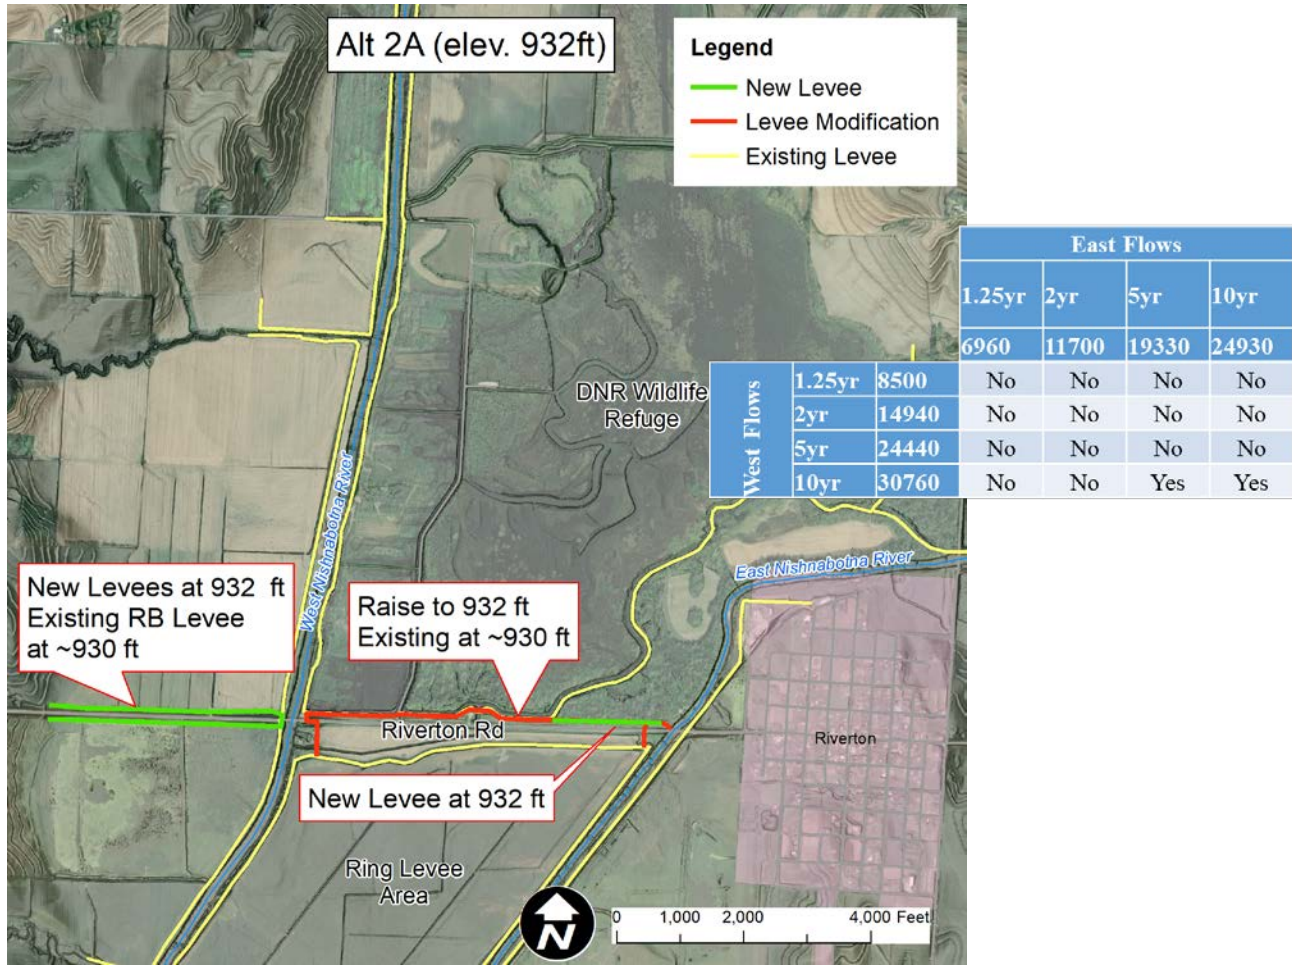 Alt 2A (elev. 932ft)
Legend
New Levee
Levee Modification
Existing Levee
East Flows
1.25yr 2yr 5yr 10yr
6960 11700 19330 24930
West Flows
1.25yr 8500 No No No No
2yr 14940 No No No No
5yr 24440 No No No No
10yr 30760 No No Yes Yes
DNR Wildlife
Refuge
West Nishnabotna River
East Nishnabotna River
New Levees at 932 ft
Existing RB Levee
at ~930 ft
Raise to 932 ft
Existing at ~930 ft
Riverton Rd
Riverton
New Levee at 932 ft
Ring Levee
Area
N
0 1,000 2,000 4,000 Feet